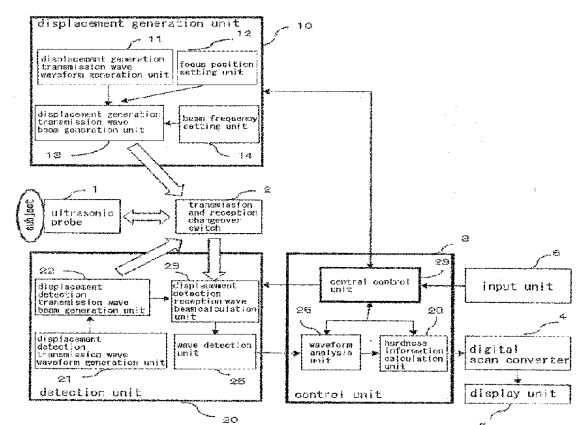 displacement generation unit
10
11
12
displacement generation
transmission wave
waveform generation unit
focus position
setting unit
displacement generation
transmission wave
beam generation unit
beam frequency
setting unit
13
14
1
2
subject
ultrasonic
probe
transmission
and reception
changeover
switch
3
22
23
29
6
displacement
detection
transmission wave
beam generation unit
displacement
detection
reception wave
beam calculation unit
central control
unit
input unit
26
28
4
displacement
detection
transmission wave
waveform generation unit
21
wave detection
unit
25
waveform
analysis
unit
hardness
information
calculation
unit
digital
scan converter
detection unit
20
control unit
display unit